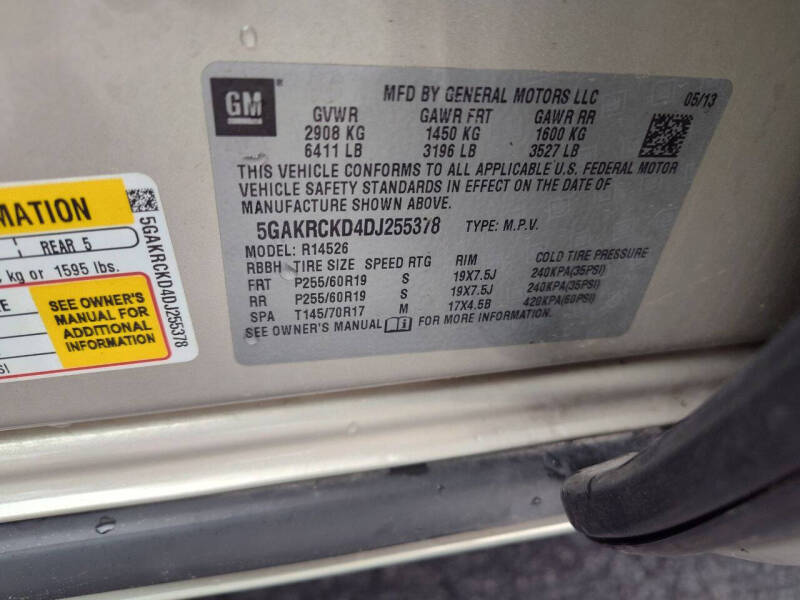 GM
MFD BY GENERAL MOTORS LLC 05/13
GVWR GAWR FRT GAWR RR
2908 KG 1450 KG 1600 KG
6411 LB 3196 LB 3527 LB
THIS VEHICLE CONFORMS TO ALL APPLICABLE U.S. FEDERAL MOTOR
VEHICLE SAFETY STANDARDS IN EFFECT ON THE DATE OF
MANUFACTURE SHOWN ABOVE.
5GAKRCKD4DJ255378 TYPE: M.P.V.
MODEL: R14526
RBBH TIRE SIZE SPEED RTG RIM COLD TIRE PRESSURE
FRT P255/60R19 S 19X7.5J 240KPA(35PSI)
RR P255/60R19 S 19X7.5J 240KPA(35PSI)
SPA T145/70R17 M 17X4.5B 420KPA(60PSI)
SEE OWNER'S MANUAL i FOR MORE INFORMATION.
MATION
REAR 5
kg or 1595 lbs.
SEE OWNER'S
MANUAL FOR
ADDITIONAL
INFORMATION
5GAKRCKD4DJ255378